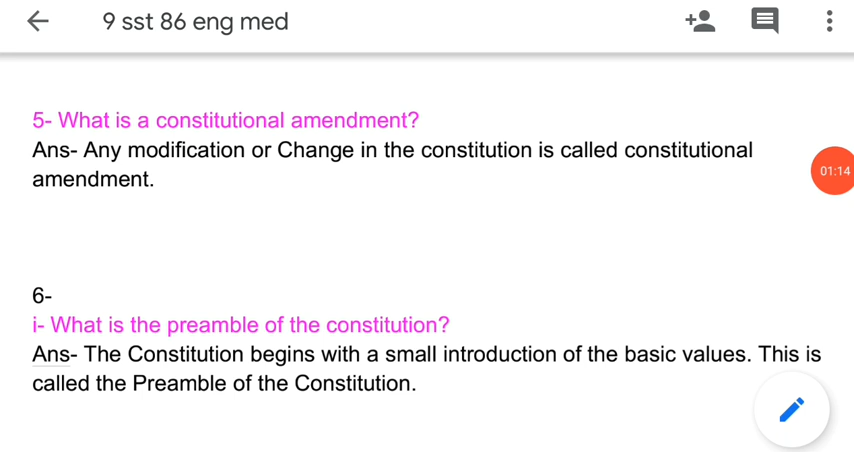 9 sst 86 eng med
5- What is a constitutional amendment?
Ans- Any modification or Change in the constitution is called constitutional
amendment.
01:14
6-
i- What is the preamble of the constitution?
Ans- The Constitution begins with a small introduction of the basic values. This is
called the Preamble of the Constitution.